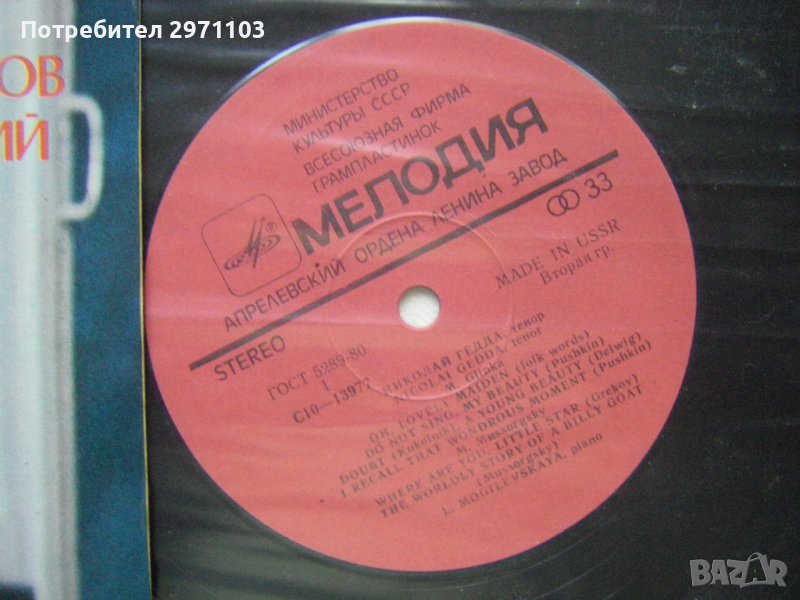 Потребител 2971103
ОВ
ИЙ
МИНИСТЕРСТВО
КУЛЬТУРЫ СССР
ВСЕСОЮЗНАЯ ФИРМА
ГРАМПЛАСТИНОК
МЕЛОДИЯ
АПРЕЛЕВСКИЙ ОРДЕНА ЛЕНИНА ЗАВОД
STEREO
33
MADE IN USSR
Вторая гр.
ГОСТ 5289-80
1
С10—13977
НИКОЛАЙ ГЕДДА, тенор
NICOLAI GEDDA, tenor
M. Glinka
OH, LOVELY MAIDEN (folk words)
DO NOT SING, MY BEAUTY (Pushkin)
DOUBT (Kukolnik), A YOUNG BEAUTY (Delwig)
I RECALL THAT WONDROUS MOMENT (Pushkin)
M. Mussorgsky
WHERE ARE YOU, LITTLE STAR (Grekov)
THE WORLDLY STORY OF A BILLY GOAT
(Mussorgsky)
L. MOGILEVSKAYA, piano
BAZAR